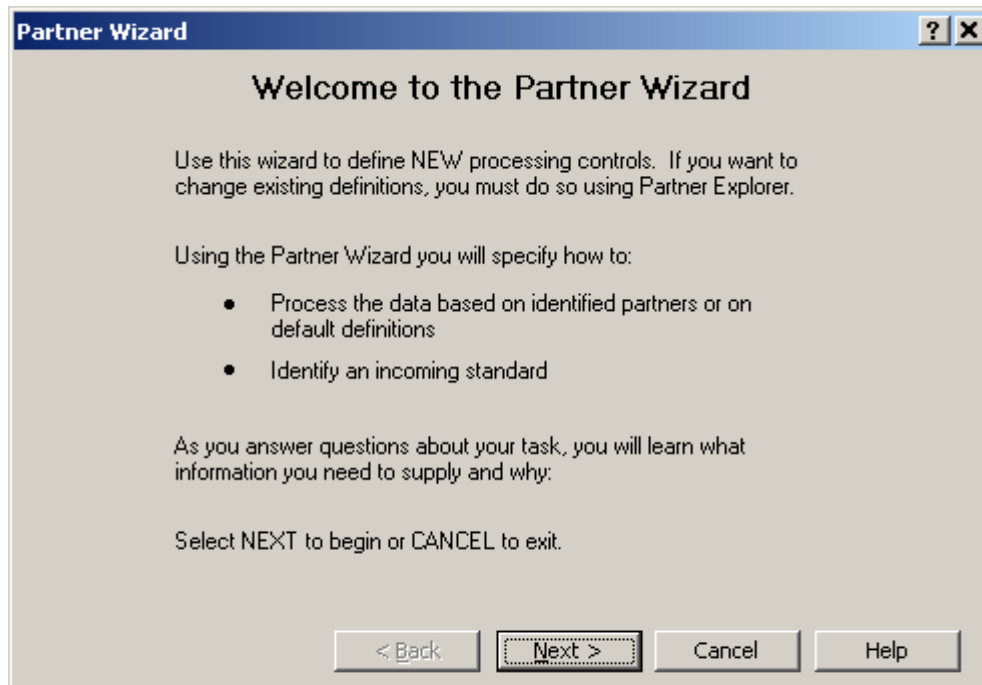 Partner Wizard
Welcome to the Partner Wizard
Use this wizard to define NEW processing controls. If you want to
change existing definitions, you must do so using Partner Explorer.
Using the Partner Wizard you will specify how to:
• Process the data based on identified partners or on
default definitions
• Identify an incoming standard
As you answer questions about your task, you will learn what
information you need to supply and why:
Select NEXT to begin or CANCEL to exit.
< Back Next > Cancel Help